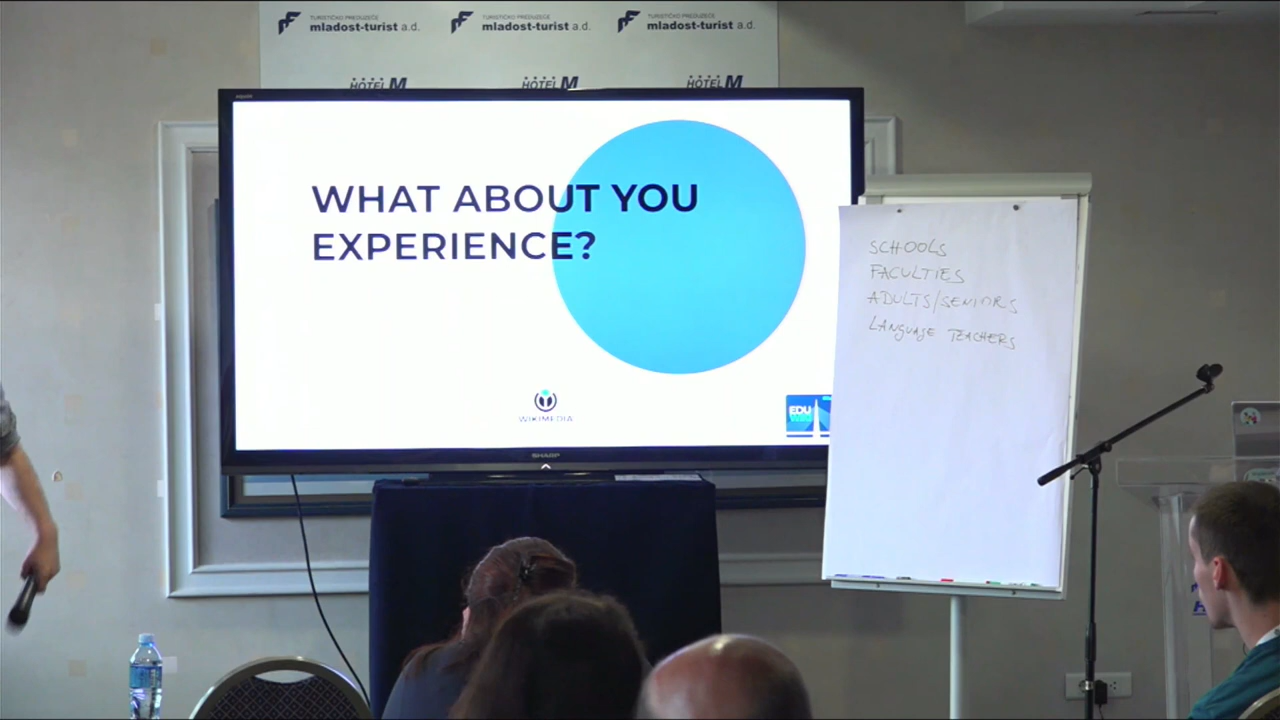 TURISTIČKO PREDUZEĆE
mladost-turist a.d.
TURISTIČKO PREDUZEĆE
mladost-turist a.d.
TURISTIČKO PREDUZEĆE
mladost-turist a.d.
HOTEL M
HOTEL M
HOTEL M
WHAT ABOUT YOU
EXPERIENCE?
WIKIMEDIA
EDU
SHARP
SCHOOLS
FACULTIES
ADULTS/SENIORS
LANGUAGE TEACHERS